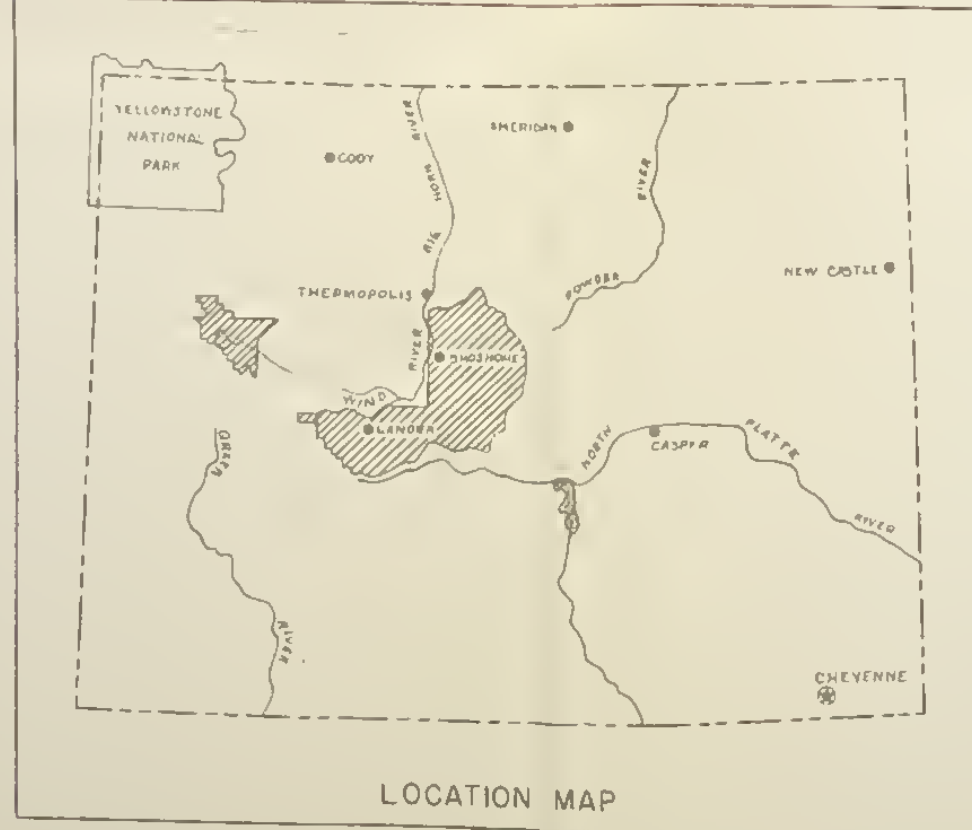 YELLOWSTONE
NATIONAL
PARK
CODY
BIG HORN RIVER
SHERIDAN
POWDER RIVER
NEW CASTLE
THERMOPOLIS
SHOSHONE
WIND RIVER
LANDER
GREEN RIVER
NORTH PLATTE RIVER
CASPER
CHEYENNE
LOCATION MAP